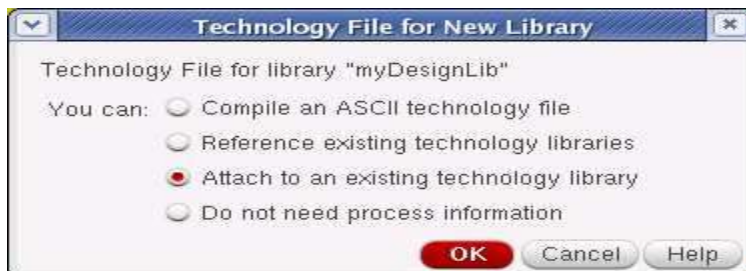 Technology File for New Library
Technology File for library "myDesignLib"
You can: Compile an ASCII technology file
Reference existing technology libraries
Attach to an existing technology library
Do not need process information
OK Cancel Help